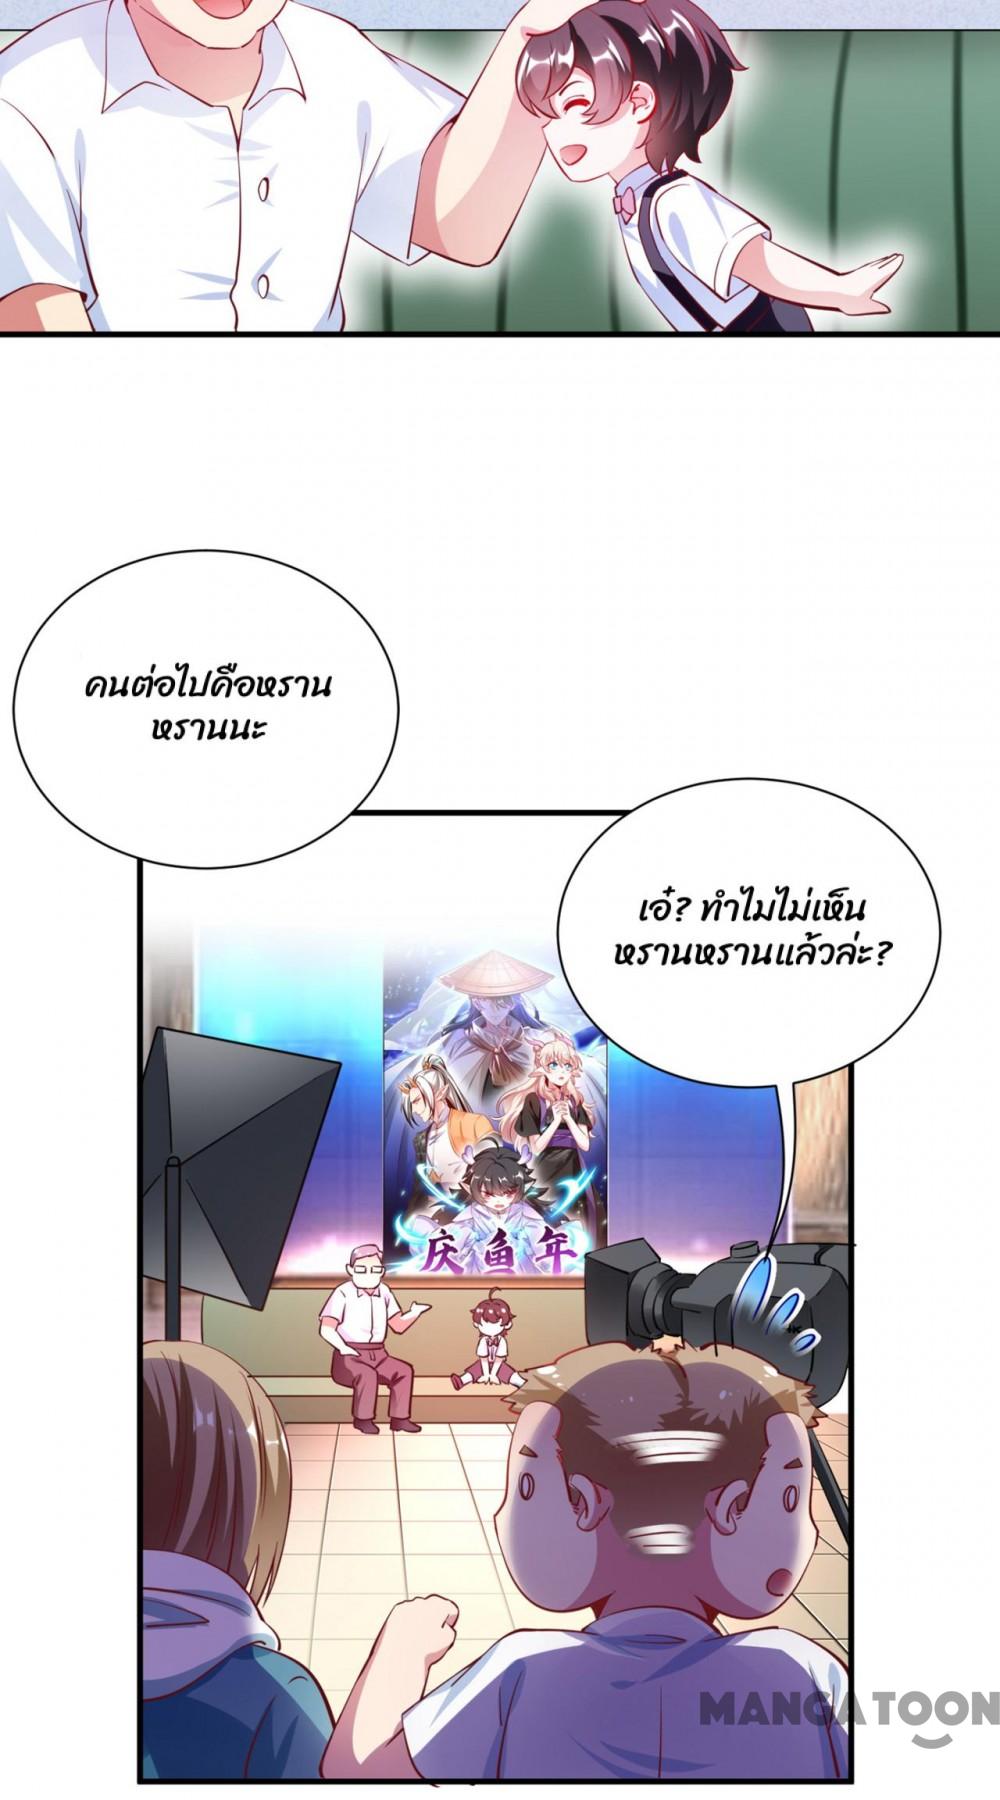 คนต่อไปคือหราน
หรานนะ
เอ๋? ทำไมไม่เห็น
หรานหรานแล้วล่ะ?
庆鱼年
MANGATOON